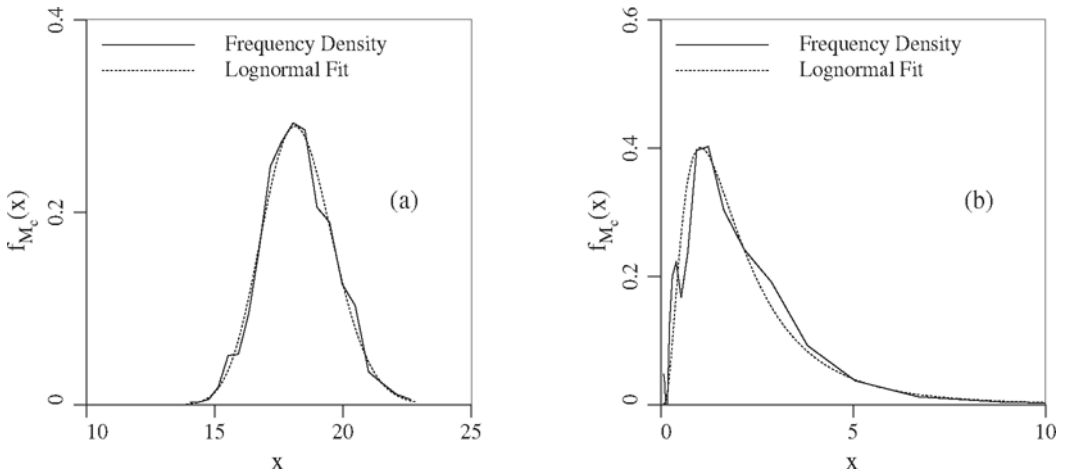 0.4
Frequency Density
Lognormal Fit
(a)
0.2
f_{M_c}(x)
0
10
15
20
25
x
0.6
Frequency Density
Lognormal Fit
0.4
(b)
f_{M_c}(x)
0.2
0
0
5
10
x